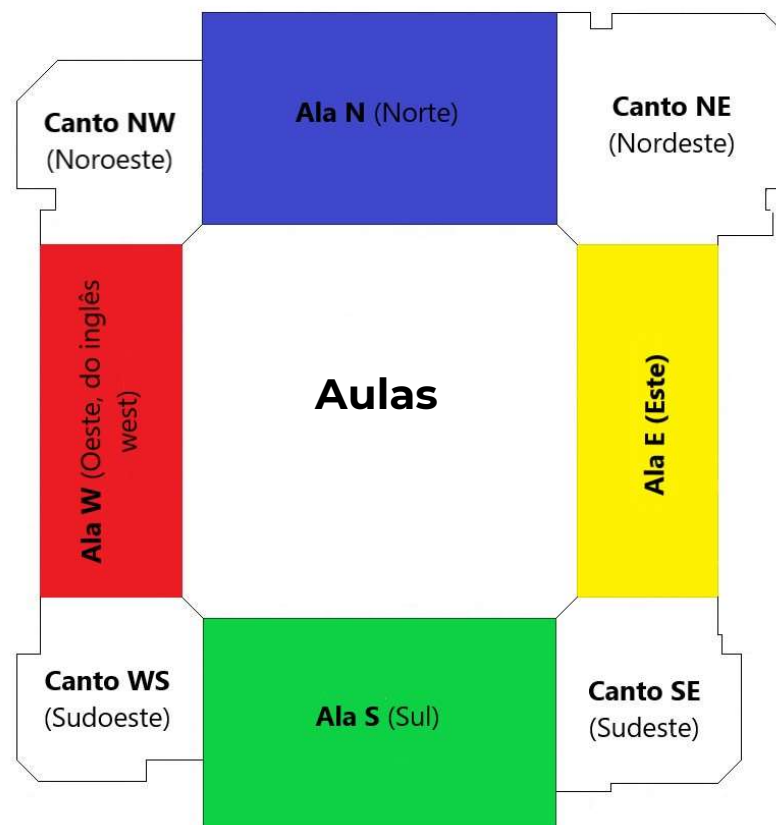 Ala N (Norte)
Canto NW
(Noroeste)
Canto NE
(Nordeste)
Ala W (Oeste, do inglês
west)
Aulas
Ala E (Este)
Canto WS
(Sudoeste)
Ala S (Sul)
Canto SE
(Sudeste)